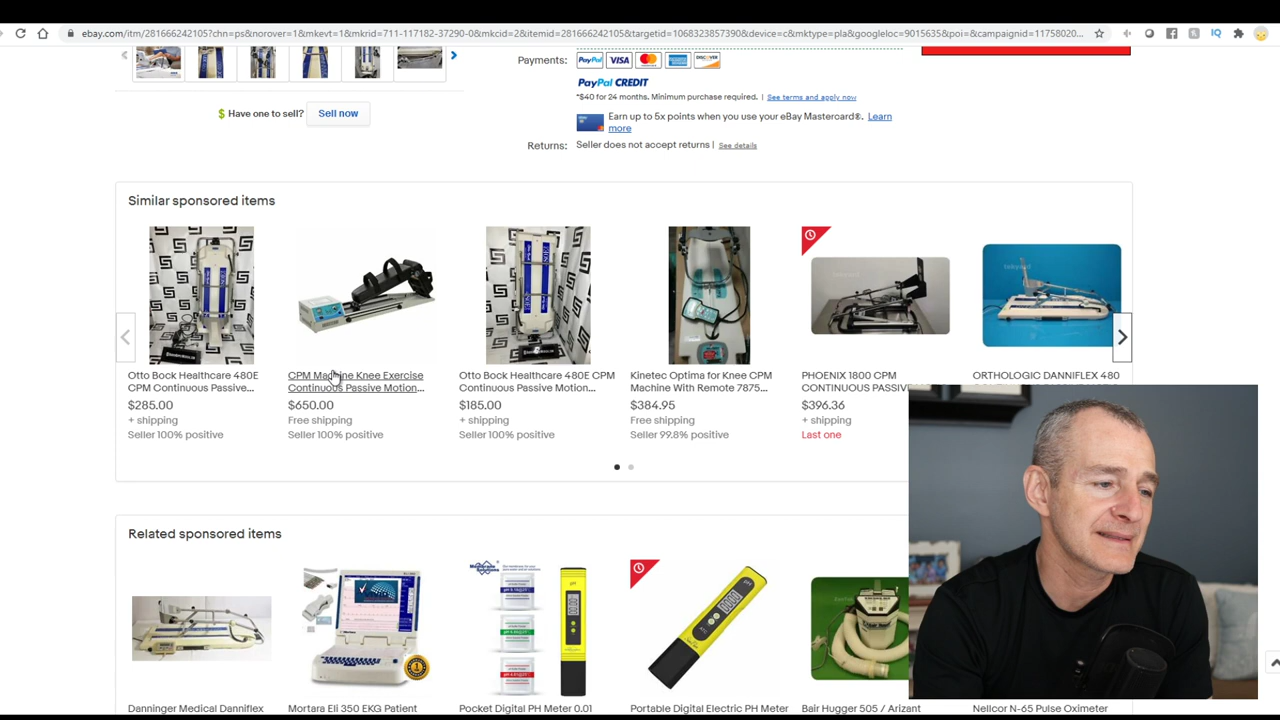 ebay.com/itm/281666242105?chn=ps&norover=1&mkevt=1&mkrid=711-117182-37290-0&mkcid=2&itemid=281666242105&targetid=1068323857390&device=c&mktype=pla&googleloc=9015635&poi=&campaignid=11758020...
Payments: PayPal VISA MasterCard AMERICAN EXPRESS DISCOVER
PayPal CREDIT
*$40 for 24 months. Minimum purchase required. | See terms and apply now
$ Have one to sell? Sell now
Earn up to 5x points when you use your eBay Mastercard®. Learn
more
Returns: Seller does not accept returns | See details
Similar sponsored items
Otto Bock Healthcare 480E
CPM Continuous Passive...
$285.00
+ shipping
Seller 100% positive
CPM Machine Knee Exercise
Continuous Passive Motion...
$650.00
Free shipping
Seller 100% positive
Otto Bock Healthcare 480E CPM
Continuous Passive Motion...
$185.00
+ shipping
Seller 100% positive
Kinetec Optima for Knee CPM
Machine With Remote 7875...
$384.95
Free shipping
Seller 99.8% positive
PHOENIX 1800 CPM
CONTINUOUS PASSIV
$396.36
+ shipping
Last one
ORTHOLOGIC DANNIFLEX 480
Related sponsored items
Danninger Medical Danniflex
Mortara Eli 350 EKG Patient
Pocket Digital PH Meter 0.01
Portable Digital Electric PH Meter
Bair Hugger 505 / Arizant
Nellcor N-65 Pulse Oximeter